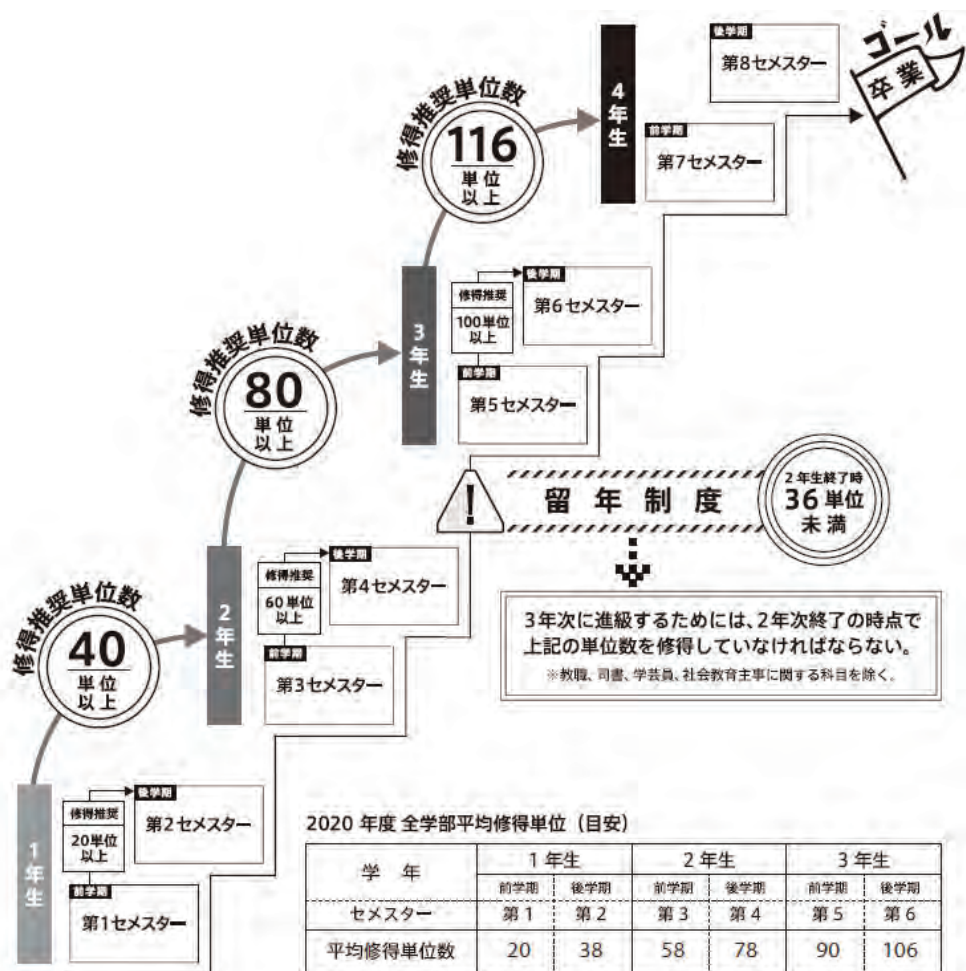 ゴール
卒業
後学期
第8セメスター
4年生
前学期
第7セメスター
修得推奨単位数
116
単位
以上
後学期
第6セメスター
修得推奨
100単位
以上
3年生
前学期
第5セメスター
修得推奨単位数
80
単位
以上
!
留年制度
2年生終了時
36単位
未満
後学期
第4セメスター
修得推奨
60単位
以上
2年生
前学期
第3セメスター
3年次に進級するためには、2年次終了の時点で
上記の単位数を修得していなければならない。
※教職、司書、学芸員、社会教育主事に関する科目を除く。
修得推奨単位数
40
単位
以上
後学期
第2セメスター
修得推奨
20単位
以上
1年生
前学期
第1セメスター
2020年度 全学部平均修得単位(目安)
学年 1年生 2年生 3年生
前学期 後学期 前学期 後学期 前学期 後学期
セメスター 第1 第2 第3 第4 第5 第6
平均修得単位数 20 38 58 78 90 106